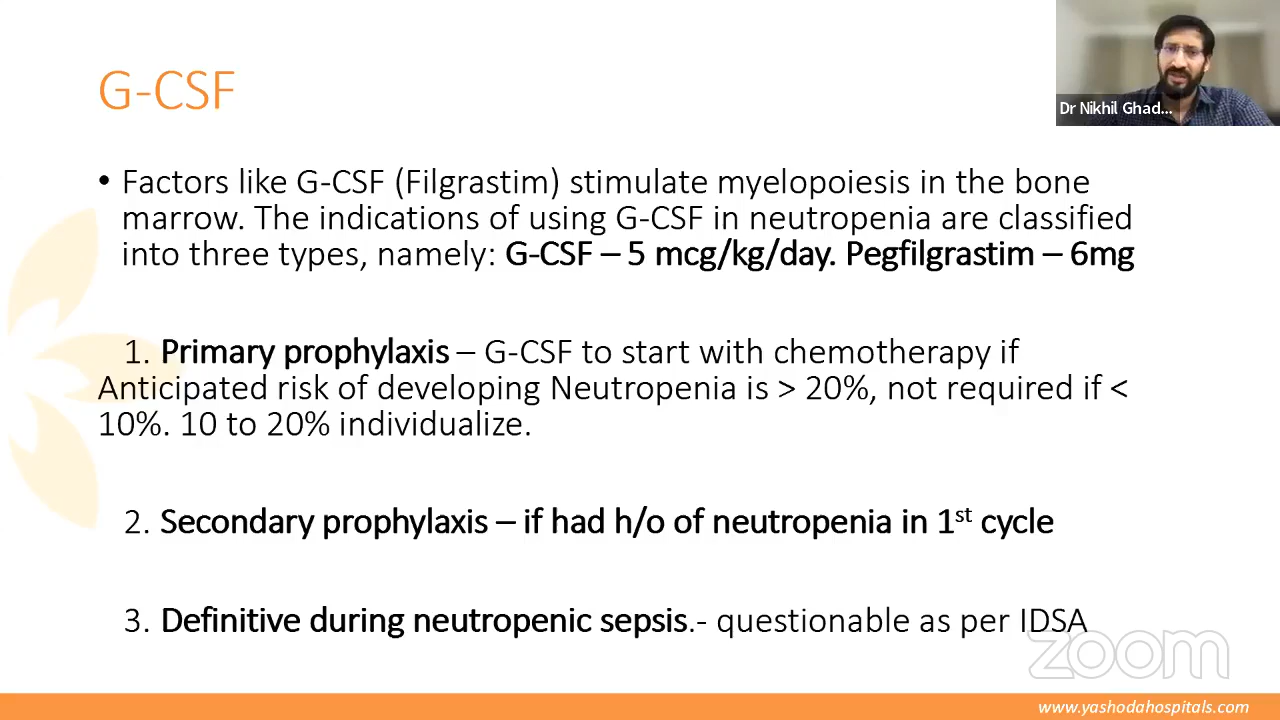 G-CSF
Dr Nikhil Ghad...
• Factors like G-CSF (Filgrastim) stimulate myelopoiesis in the bone
marrow. The indications of using G-CSF in neutropenia are classified
into three types, namely: G-CSF – 5 mcg/kg/day. Pegfilgrastim – 6mg
1. Primary prophylaxis – G-CSF to start with chemotherapy if
Anticipated risk of developing Neutropenia is > 20%, not required if <
10%. 10 to 20% individualize.
2. Secondary prophylaxis – if had h/o of neutropenia in 1st cycle
3. Definitive during neutropenic sepsis.- questionable as per IDSA
zoom
www.yashodahospitals.com